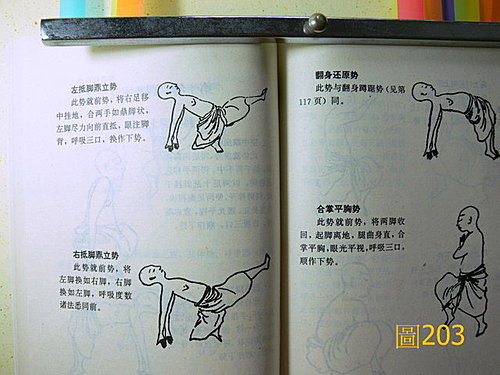 左抵脚鼎立势
此势就前势，将右足移
中挂地，合两手如鼎脚状，
左脚尽力向前直抵，眼注脚
背，呼吸三口，换作下势。
右抵脚鼎立势
此势就前势，将
左脚换如右脚，右脚
换如左脚，呼吸度数
诸法悉同前。
翻身还原势
此势与翻身蹲踞势（见第
117页）同。
合掌平胸势
此势就前势，将两脚收
回，起脚离地，腿曲身直，合
掌平胸，眼光平视，呼吸三口，
顺作下势。
圖203